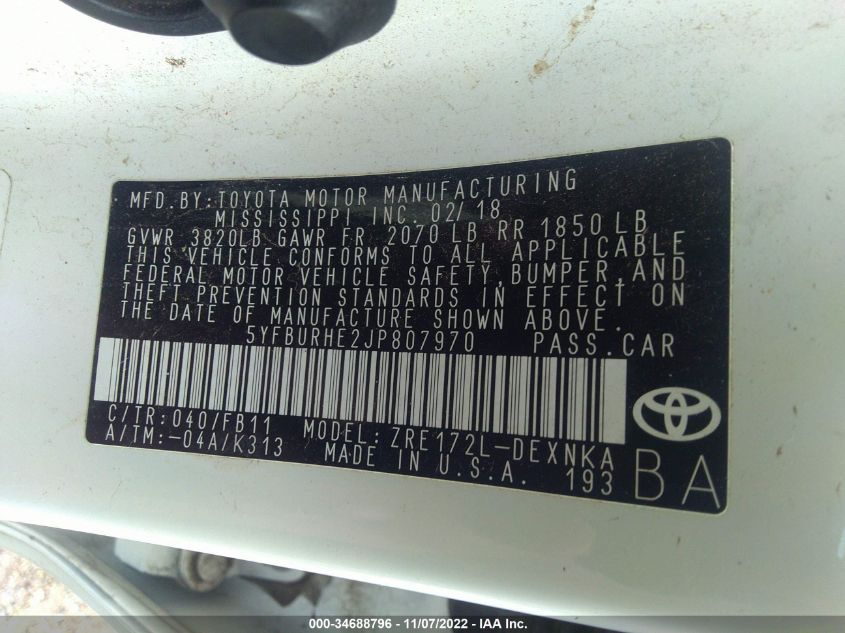 MFD. BY: TOYOTA MOTOR MANUFACTURING
MISSISSIPPI INC. 02/18
GVWR 3820LB GAWR FR 2070 LB RR 1850 LB
THIS VEHICLE CONFORMS TO ALL APPLICABLE
FEDERAL MOTOR VEHICLE SAFETY, BUMPER, AND
THEFT PREVENTION STANDARDS IN EFFECT ON
THE DATE OF MANUFACTURE SHOWN ABOVE.
5YFBURHE2JP807970 PASS. CAR
C/TR: 040/FB11 MODEL: ZRE172L-DEXNKA
A/TM: -04A/K313 MADE IN U.S.A. 193
BA
000-34688796 - 11/07/2022 - IAA Inc.